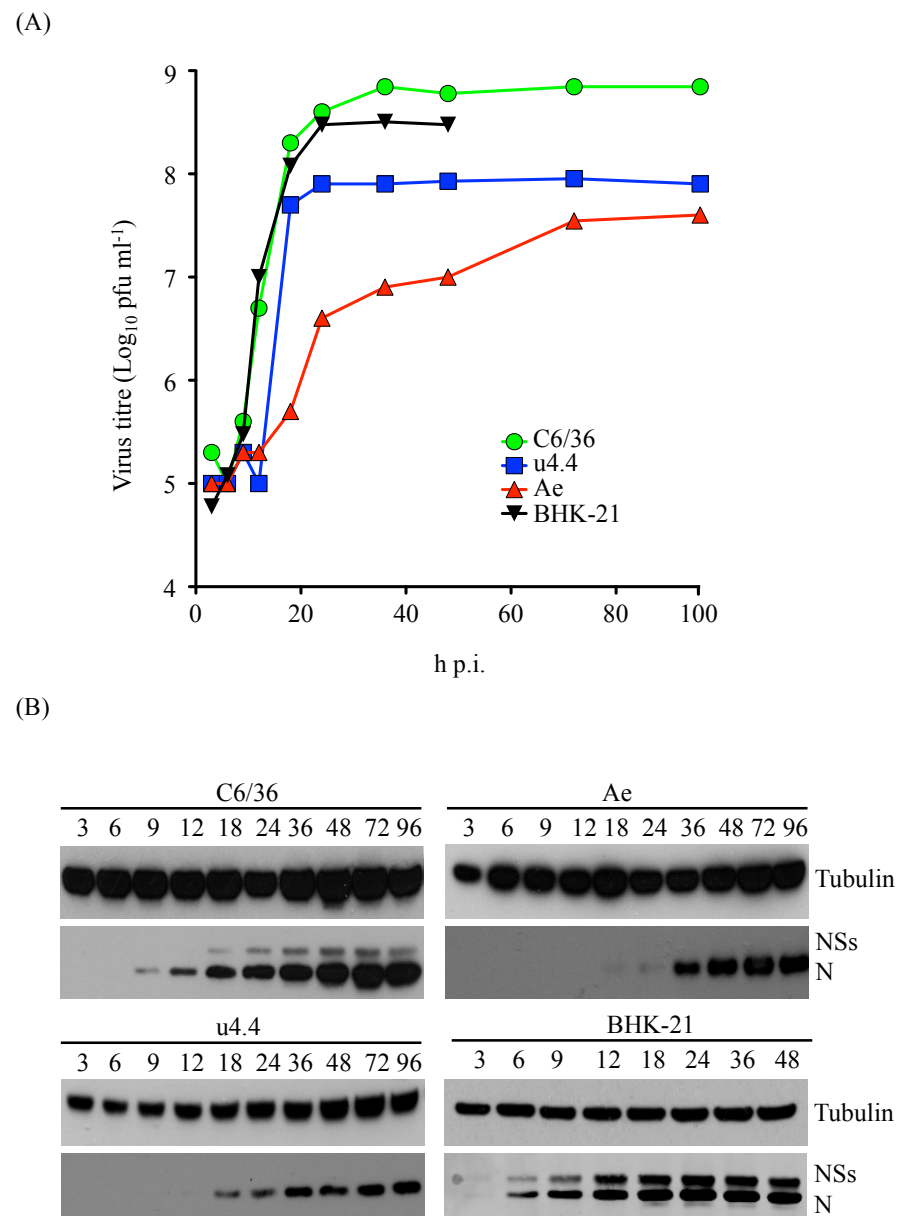 (A)
9
8
7
6
5
4
Virus titre (Log10 pfu ml-1)
0 20 40 60 80 100
h p.i.
C6/36
u4.4
Ae
BHK-21
(B)
C6/36
3 6 9 12 18 24 36 48 72 96
Ae
3 6 9 12 18 24 36 48 72 96
Tubulin
NSs
N
u4.4
3 6 9 12 18 24 36 48 72 96
BHK-21
3 6 9 12 18 24 36 48
Tubulin
NSs
N